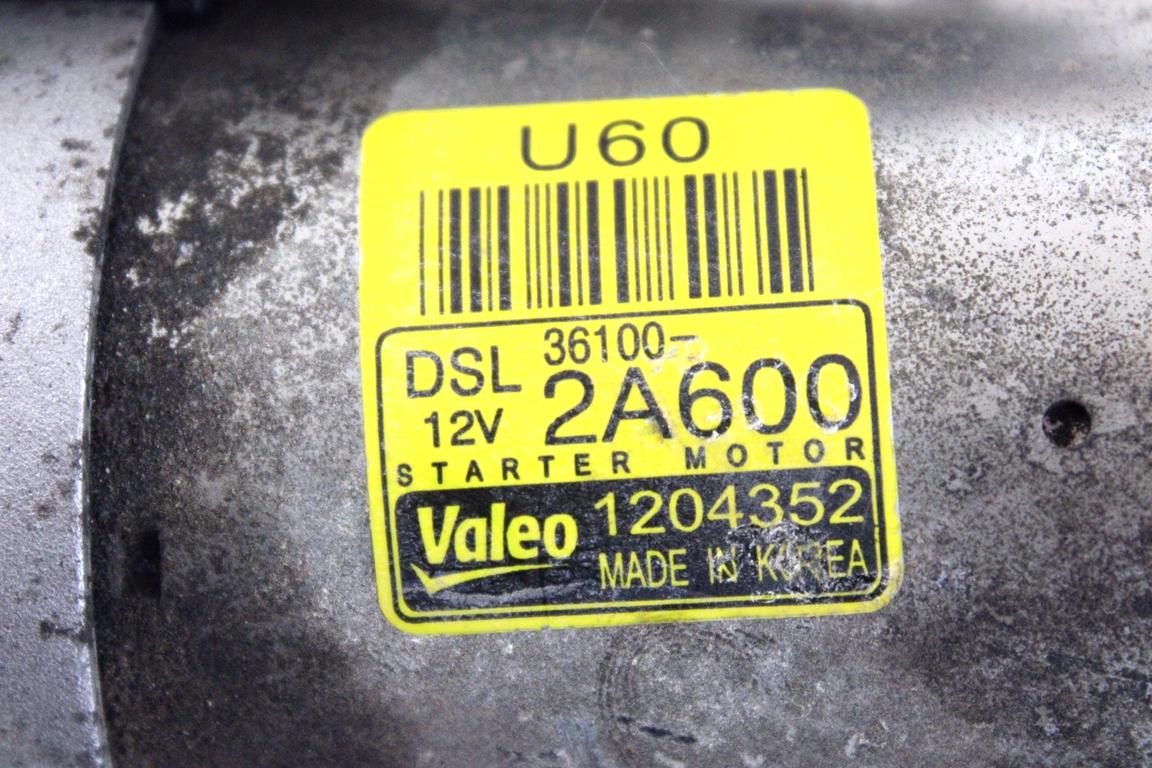 U60
DSL 36100-
12V 2A600
STARTER MOTOR
Valeo 1204352
MADE IN KOREA